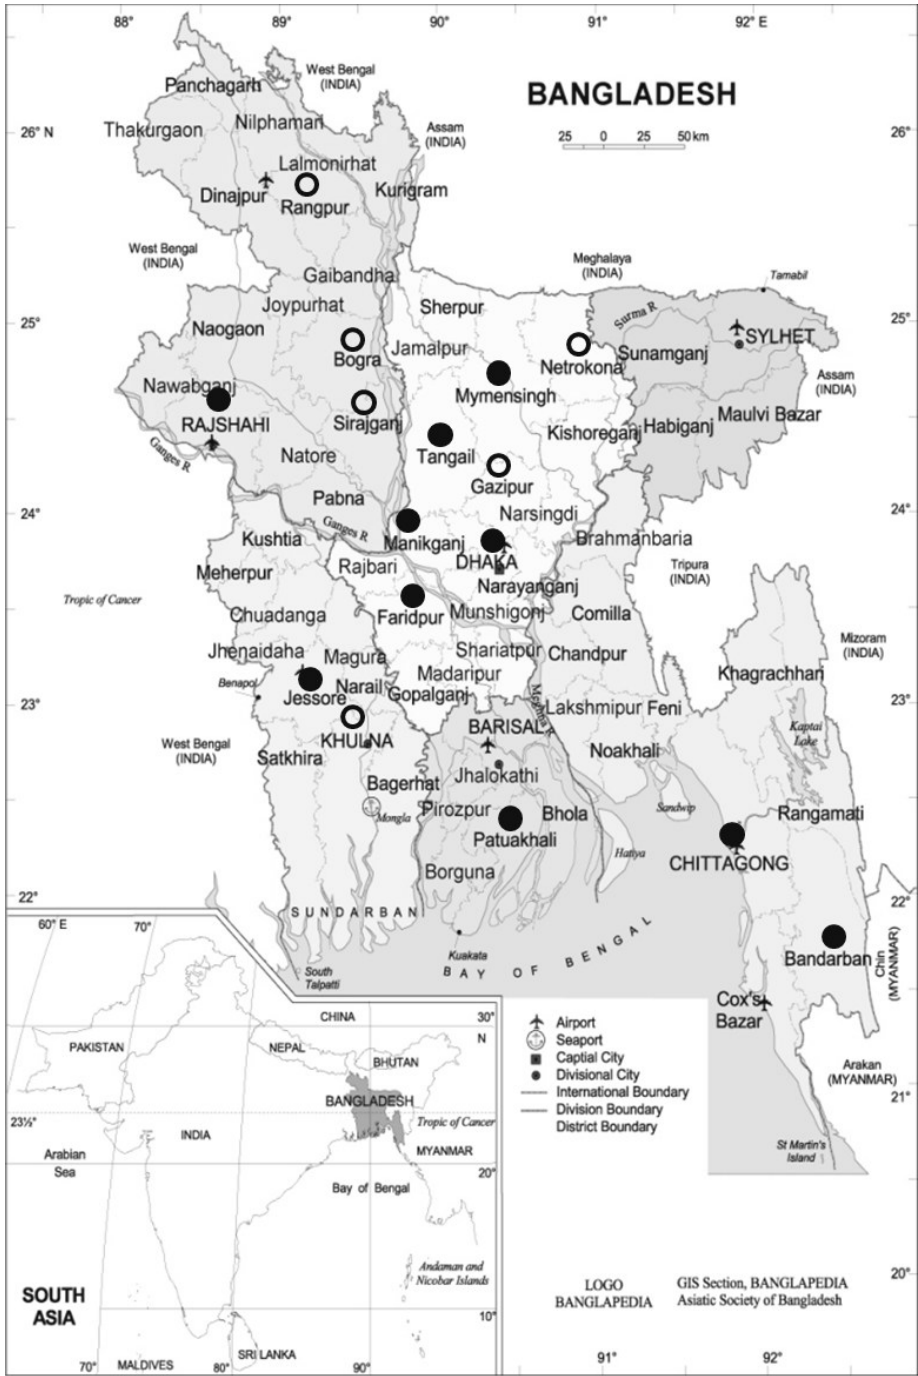 88° 89° 90° 91° 92° E
BANGLADESH
25 0 25 50 km
West Bengal
(INDIA)
Panchagarh
26° N
Thakurgaon
Nilphamari
Assam
(INDIA)
26°
Lalmonirhat
Dinajpur
Rangpur
Kurigram
West Bengal
(INDIA)
Meghalaya
(INDIA)
Tamabil
Gaibandha
Joypurhat
Sherpur
Surma R
25°
Naogaon
SYLHET
25°
Bogra
Jamalpur
Netrokona
Sunamganj
Assam
(INDIA)
Nawabganj
Mymensingh
Maulvi Bazar
RAJSHAHI
Sirajganj
Kishoreganj
Habiganj
Ganges R
Natore
Tangail
Gazipur
Pabna
Narsingdi
24°
Ganges R
24°
Kushtia
Manikganj
Brahmanbaria
DHAKA
Rajbari
Meherpur
Narayanganj
Tripura
(INDIA)
Tropic of Cancer
Chuadanga
Faridpur
Munshigonj
Comilla
Mizoram
(INDIA)
Jhenaidaha
Magura
Shariatpur
Chandpur
Khagrachhari
Benapol
Jessore
Narail
Madaripur
Gopalganj
23°
Meghna R
Lakshmipur
Feni
Kaptai
Lake
23°
West Bengal
(INDIA)
KHULNA
BARISAL
Satkhira
Noakhali
Jhalokathi
Bagerhat
Mongla
Pirozpur
Bhola
Sandwip
Rangamati
Patuakhali
Hatiya
CHITTAGONG
Borguna
22°
22°
SUNDARBAN
Kuakata
BAY OF BENGAL
Bandarban
Chin
(MYANMAR)
South
Talpatti
Cox's
Bazar
Arakan
(MYANMAR)
21°
St Martin's
Island
20°
Airport
Seaport
Captial City
Divisional City
International Boundary
Division Boundary
District Boundary
LOGO
BANGLAPEDIA
GIS Section, BANGLAPEDIA
Asiatic Society of Bangladesh
91° 92°
60° E 70°
CHINA
30°
N
PAKISTAN
NEPAL
BHUTAN
BANGLADESH
23½°
Tropic of Cancer
INDIA
Arabian
Sea
MYANMAR
20°
Bay of Bengal
Andaman and
Nicobar Islands
SOUTH
ASIA
10°
70° MALDIVES 80° SRI LANKA 90°